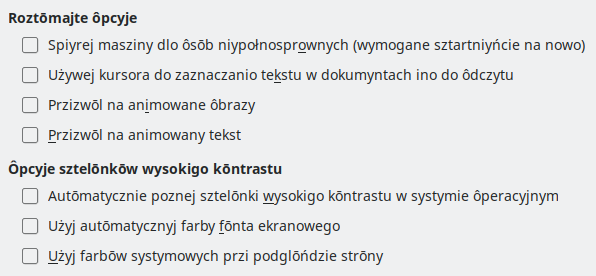 Roztōmajte ôpcyje
Spiyrej masziny dlo ôsōb niypołnosprownych (wymogane sztartniyńcie na nowo)
Używej kursora do zaznaczanio tekstu w dokumyntach ino do ôdczytu
Przizwōl na animowane ôbrazy
Przizwōl na animowany tekst
Ôpcyje sztelōnkōw wysokigo kōntrastu
Autōmatycznie poznej sztelōnki wysokigo kōntrastu w systymie ôperacyjnym
Użyj autōmatycznyj farby fōnta ekranowego
Użyj farbōw systymowych przi podglōńdzie strōny